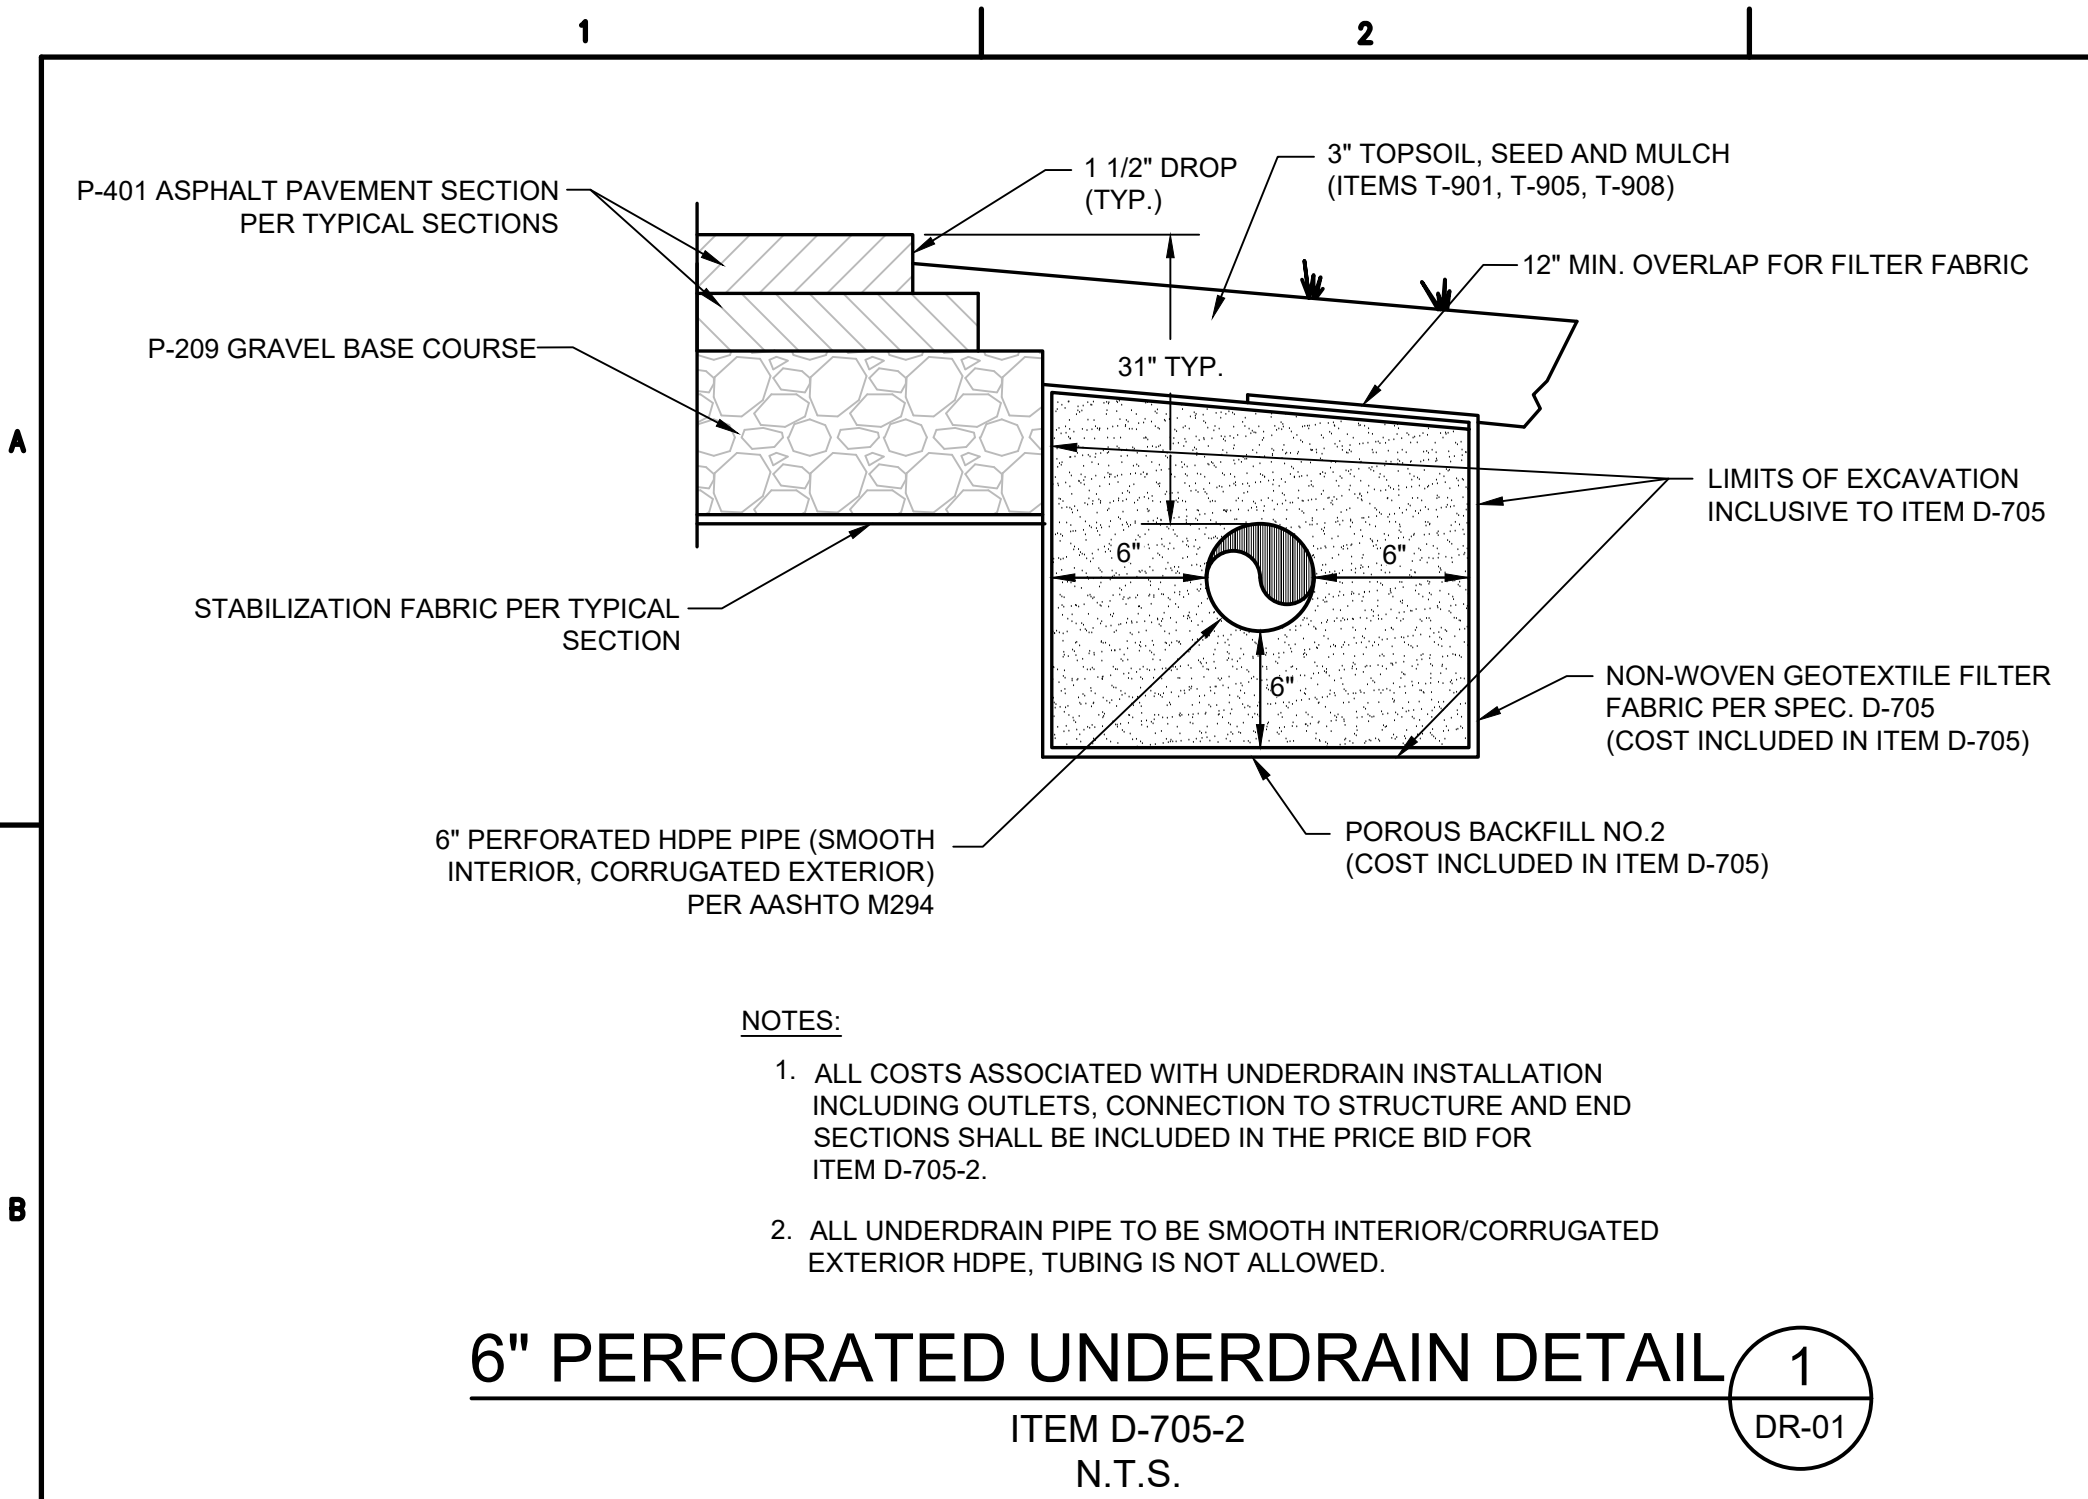 1
2
A
B
P-401 ASPHALT PAVEMENT SECTION
PER TYPICAL SECTIONS
1 1/2" DROP
(TYP.)
3" TOPSOIL, SEED AND MULCH
(ITEMS T-901, T-905, T-908)
12" MIN. OVERLAP FOR FILTER FABRIC
P-209 GRAVEL BASE COURSE
31" TYP.
LIMITS OF EXCAVATION
INCLUSIVE TO ITEM D-705
6"
6"
6"
STABILIZATION FABRIC PER TYPICAL
SECTION
NON-WOVEN GEOTEXTILE FILTER
FABRIC PER SPEC. D-705
(COST INCLUDED IN ITEM D-705)
6" PERFORATED HDPE PIPE (SMOOTH
INTERIOR, CORRUGATED EXTERIOR)
PER AASHTO M294
POROUS BACKFILL NO.2
(COST INCLUDED IN ITEM D-705)
NOTES:
1. ALL COSTS ASSOCIATED WITH UNDERDRAIN INSTALLATION
INCLUDING OUTLETS, CONNECTION TO STRUCTURE AND END
SECTIONS SHALL BE INCLUDED IN THE PRICE BID FOR
ITEM D-705-2.
2. ALL UNDERDRAIN PIPE TO BE SMOOTH INTERIOR/CORRUGATED
EXTERIOR HDPE, TUBING IS NOT ALLOWED.
6" PERFORATED UNDERDRAIN DETAIL
1
DR-01
ITEM D-705-2
N.T.S.